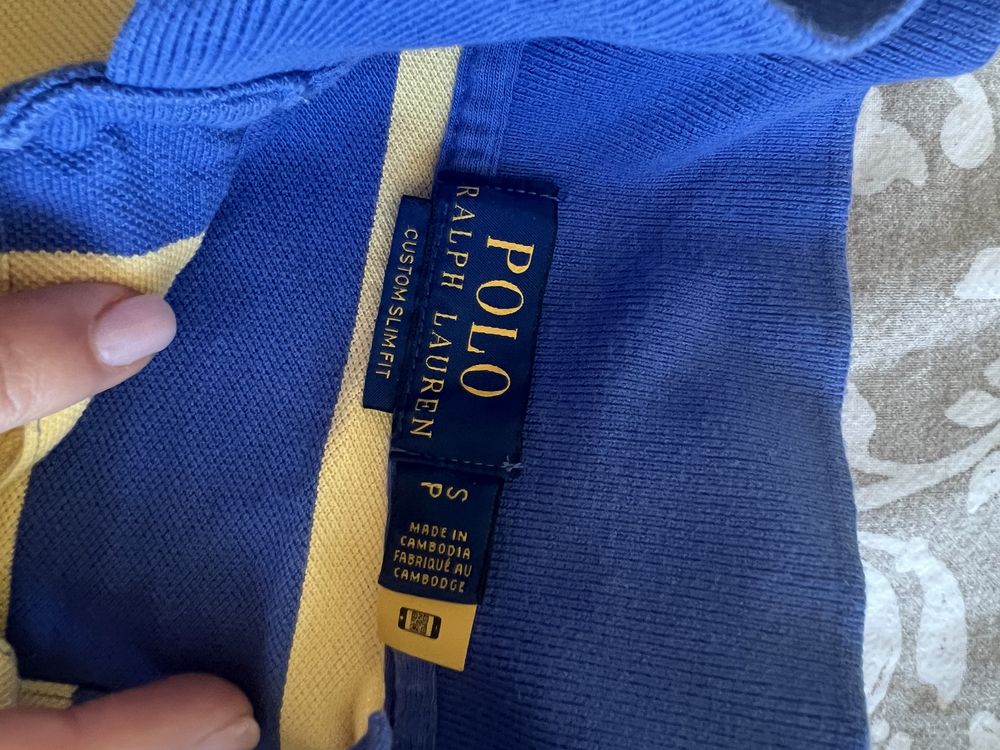 POLO
RALPH LAUREN
CUSTOM SLIM FIT
S
P
MADE IN
CAMBODIA
FABRIQUÉ AU
CAMBODGE